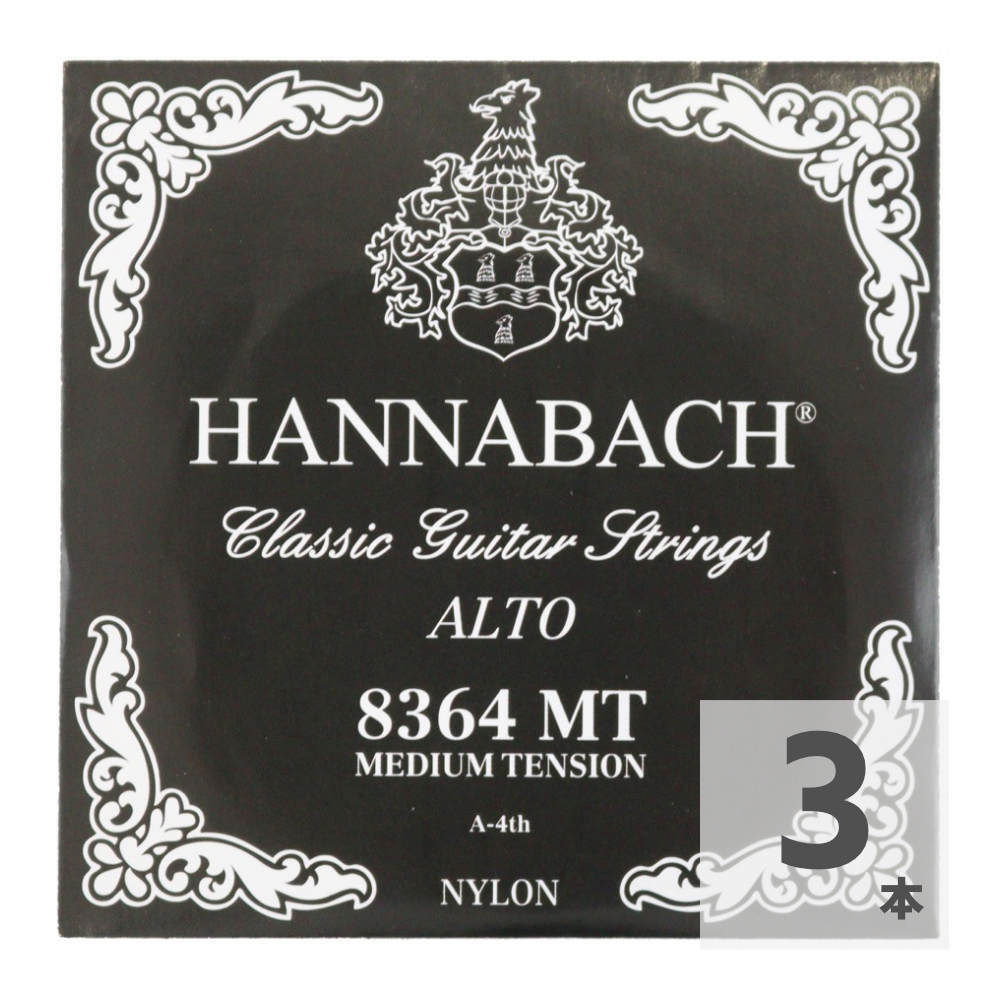 HANNABACH®
Classic Guitar Strings
ALTO
8364 MT
MEDIUM TENSION
A-4th
NYLON
3
本